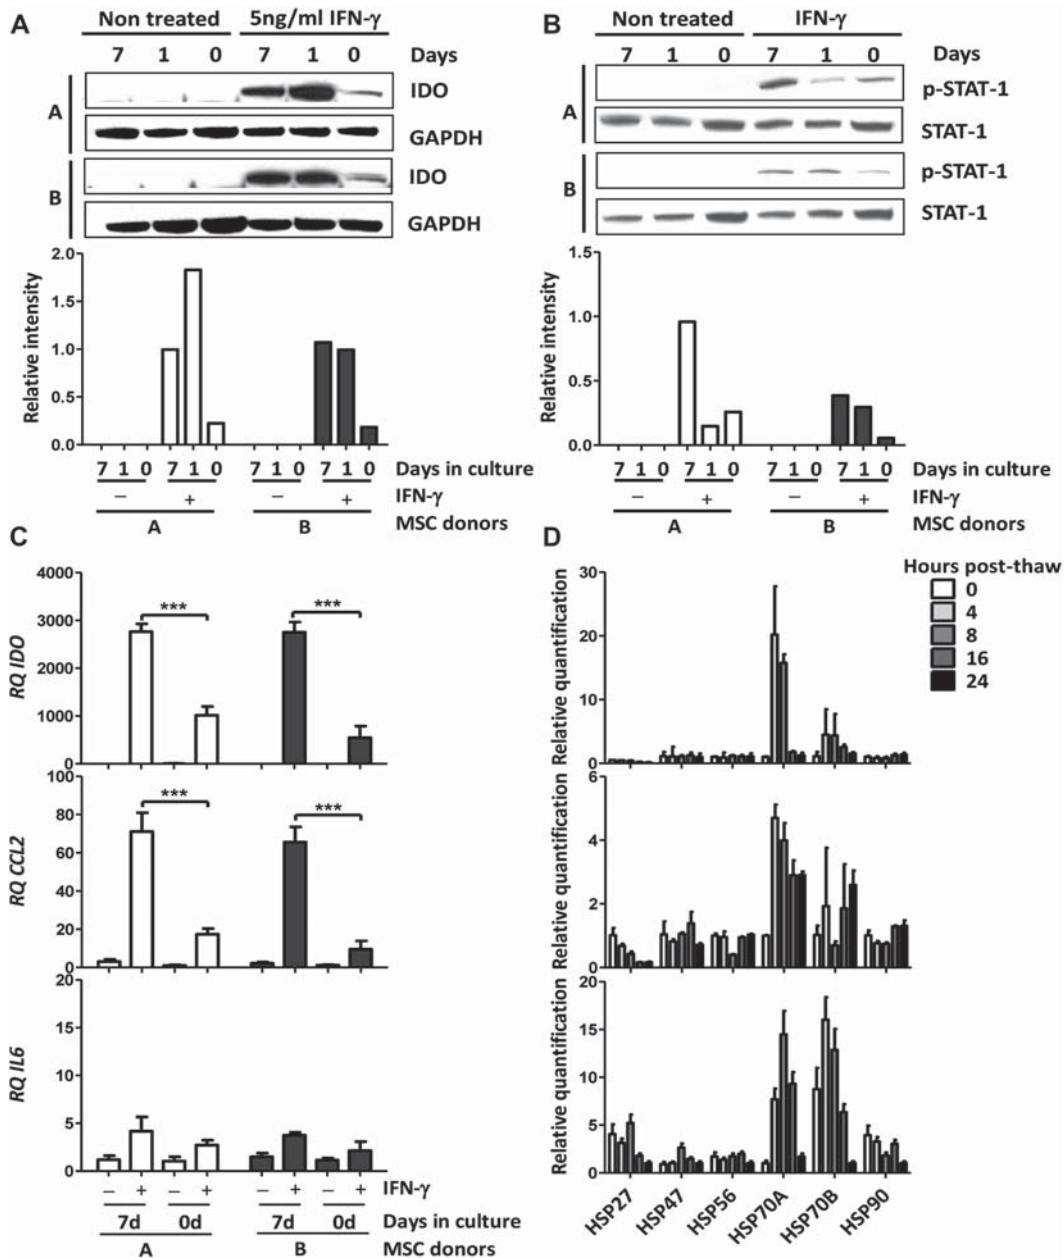 A
Non treated 5ng/ml IFN-γ
7 1 0 7 1 0 Days
A
IDO
GAPDH
B
IDO
GAPDH
Relative intensity
2.0
1.5
1.0
0.5
0.0
7 1 0 7 1 0 7 1 0 7 1 0 Days in culture
– + – + IFN-γ
A B MSC donors
B
Non treated IFN-γ
7 1 0 7 1 0 Days
A
p-STAT-1
STAT-1
B
p-STAT-1
STAT-1
Relative intensity
1.5
1.0
0.5
0.0
7 1 0 7 1 0 7 1 0 7 1 0 Days in culture
– + – + IFN-γ
A B MSC donors
C
RQ IDO
4000
3000
2000
1000
0
*** ***
RQ CCL2
100
80
60
40
20
0
*** ***
RQ IL6
20
15
10
5
0
– + – + – + – + IFN-γ
7d 0d 7d 0d Days in culture
A B MSC donors
D
Hours post-thaw
0
4
8
16
24
Relative quantification
30
20
10
0
Relative quantification
6
4
2
0
Relative quantification
20
15
10
5
0
HSP27 HSP47 HSP56 HSP70A HSP70B HSP90